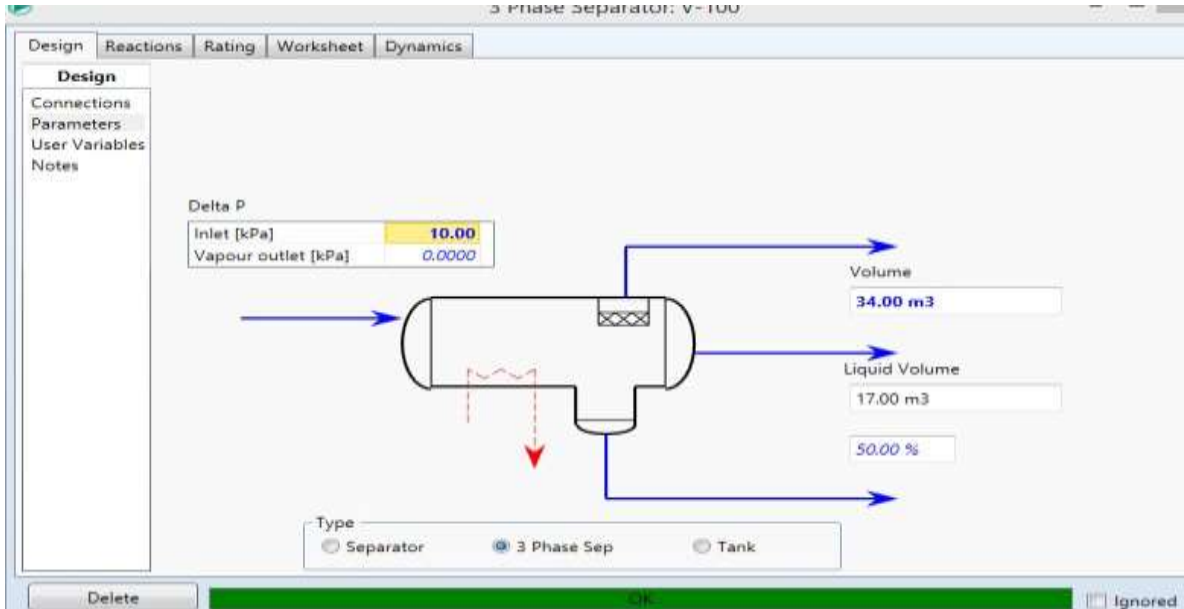 3 Phase Separator: V-100
Design Reactions Rating Worksheet Dynamics
Design
Connections
Parameters
User Variables
Notes
Delta P
Inlet [kPa] 10.00
Vapour outlet [kPa] 0.0000
Volume
34.00 m3
Liquid Volume
17.00 m3
50.00 %
Type
Separator 3 Phase Sep Tank
Delete OK Ignored